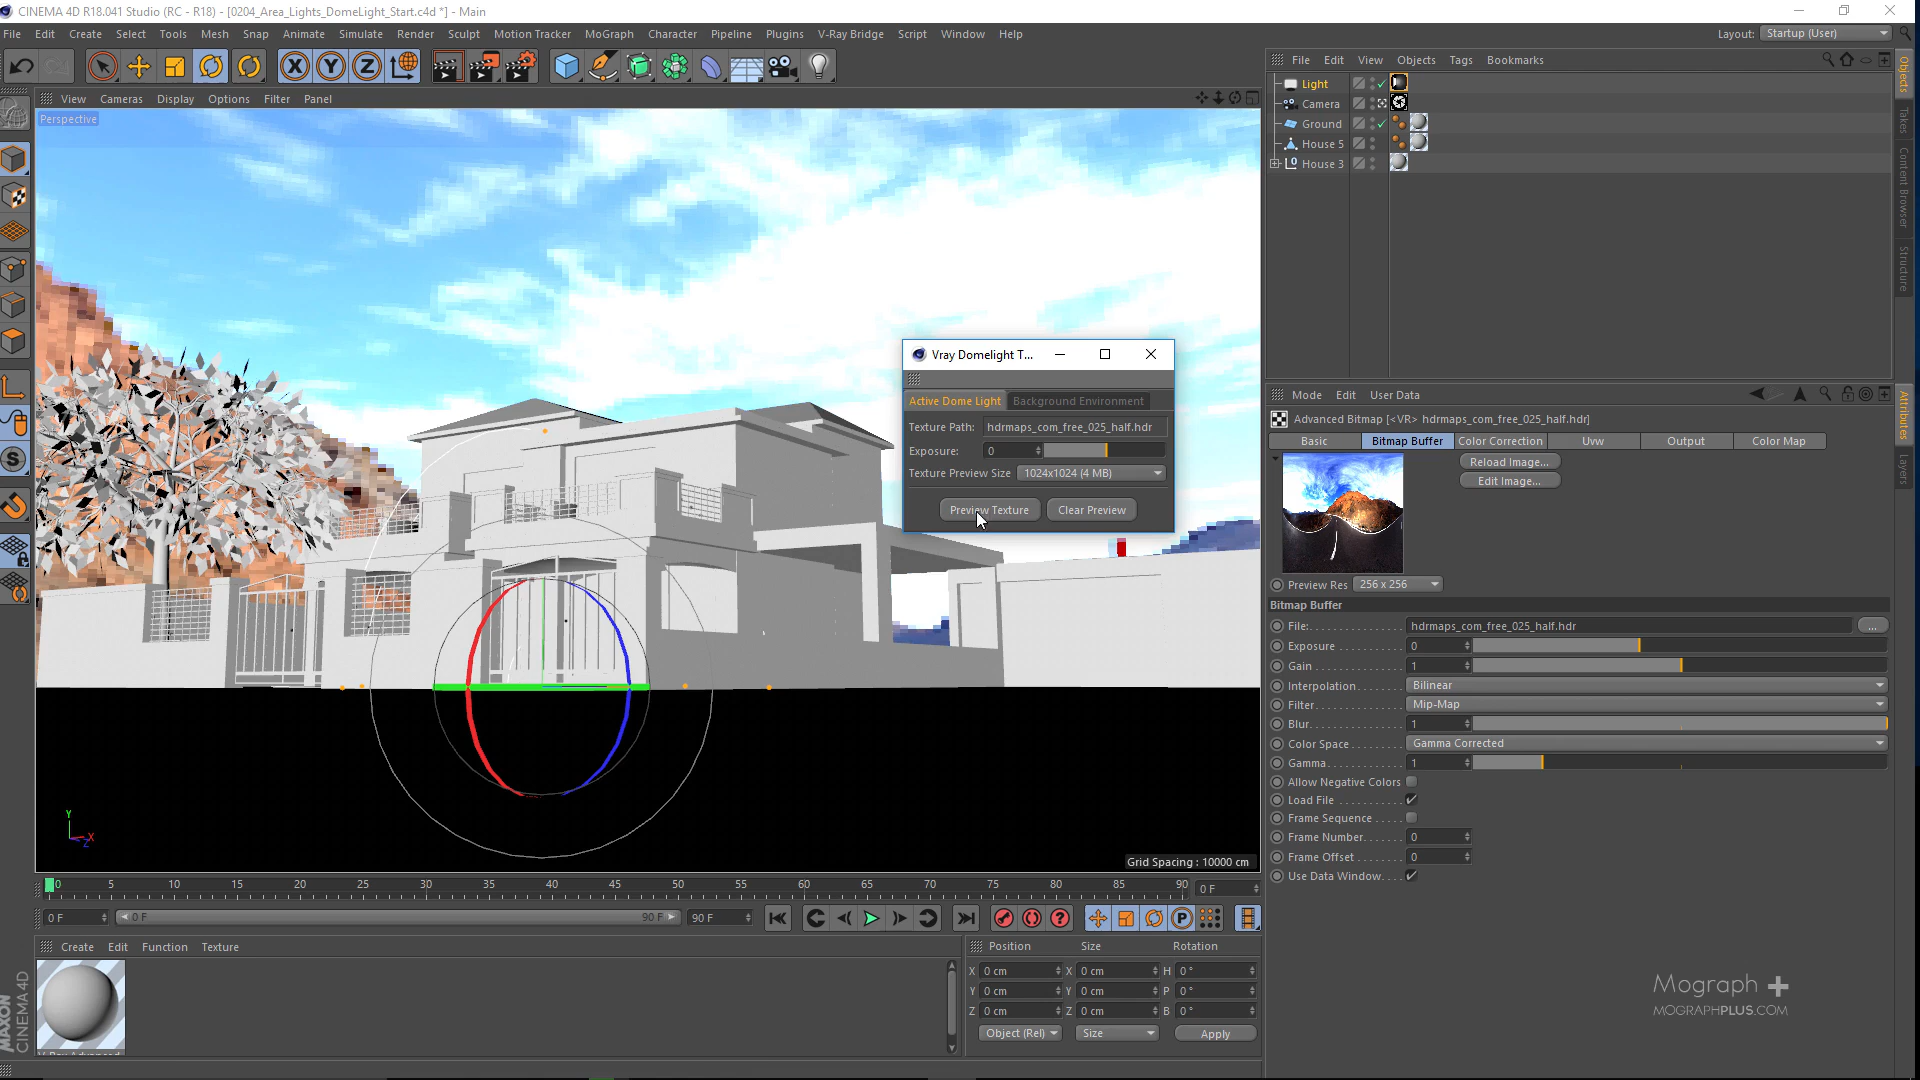 CINEMA 4D R18.041 Studio (RC - R18) - [0204_Area_Lights_DomeLight_Start.c4d *] - Main
File Edit Create Select Tools Mesh Snap Animate Simulate Render Sculpt Motion Tracker MoGraph Character Pipeline Plugins V-Ray Bridge Script Window Help Layout: Startup (User)
View Cameras Display Options Filter Panel
Perspective
File Edit View Objects Tags Bookmarks
Light
Camera
Ground
House 5
House 3
Objects
Takes
Content Browser
Structure
Vray Domelight T...
Active Dome Light Background Environment
Texture Path: hdrmaps_com_free_025_half.hdr
Exposure: 0
Texture Preview Size 1024x1024 (4 MB)
Preview Texture Clear Preview
Mode Edit User Data
Advanced Bitmap [<VR> hdrmaps_com_free_025_half.hdr]
Basic Bitmap Buffer Color Correction Uvw Output Color Map
Reload Image...
Edit Image...
Preview Res 256 x 256
Bitmap Buffer
File: hdrmaps_com_free_025_half.hdr ...
Exposure 0
Gain 1
Interpolation Bilinear
Filter Mip-Map
Blur 1
Color Space Gamma Corrected
Gamma 1
Allow Negative Colors
Load File
Frame Sequence
Frame Number 0
Frame Offset 0
Use Data Window
Attributes
Layers
Y
X
Z
Grid Spacing : 10000 cm
0 5 10 15 20 25 30 35 40 45 50 55 60 65 70 75 80 85 90 0 F
0 F 0 F 90 F 90 F
Create Edit Function Texture
Position Size Rotation
X 0 cm X 0 cm H 0 °
Y 0 cm Y 0 cm P 0 °
Z 0 cm Z 0 cm B 0 °
Object (Rel) Size Apply
V-Ray Advanced
MAXON
CINEMA 4D
Mograph +
MOGRAPHPLUS.COM